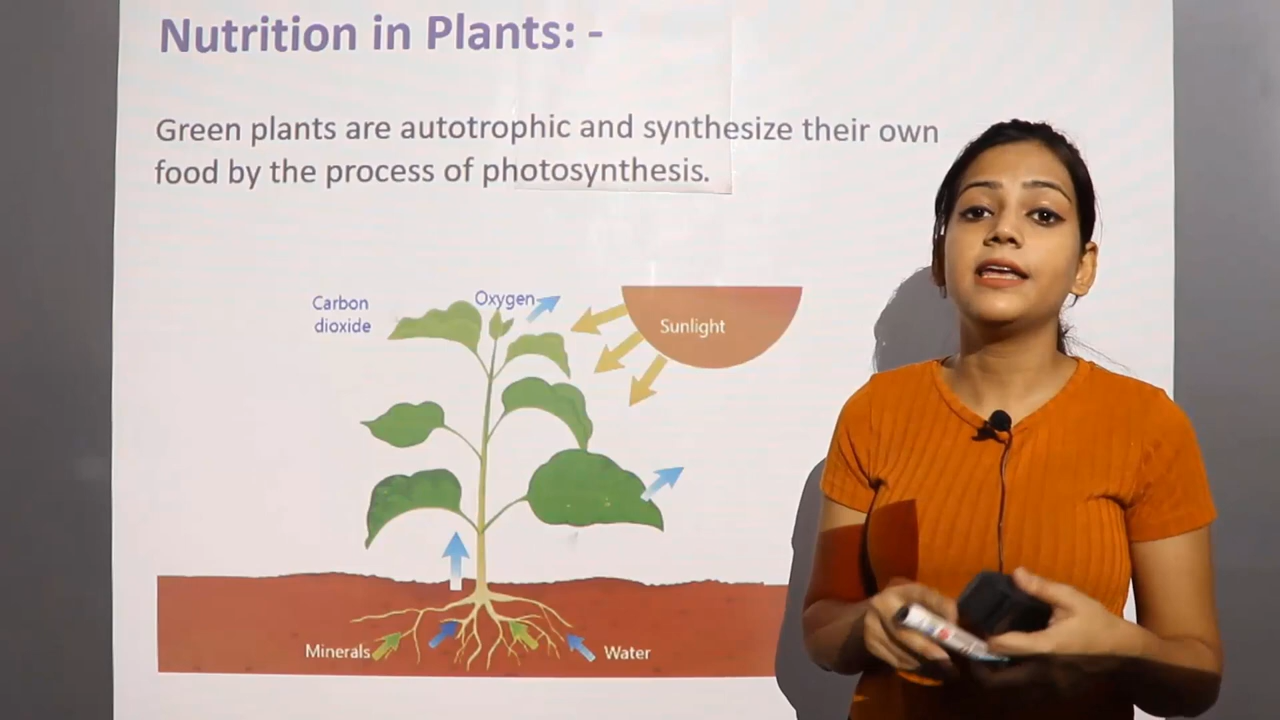 Nutrition in Plants: -
Green plants are autotrophic and synthesize their own
food by the process of photosynthesis.
Carbon
dioxide
Oxygen
Sunlight
Minerals
Water